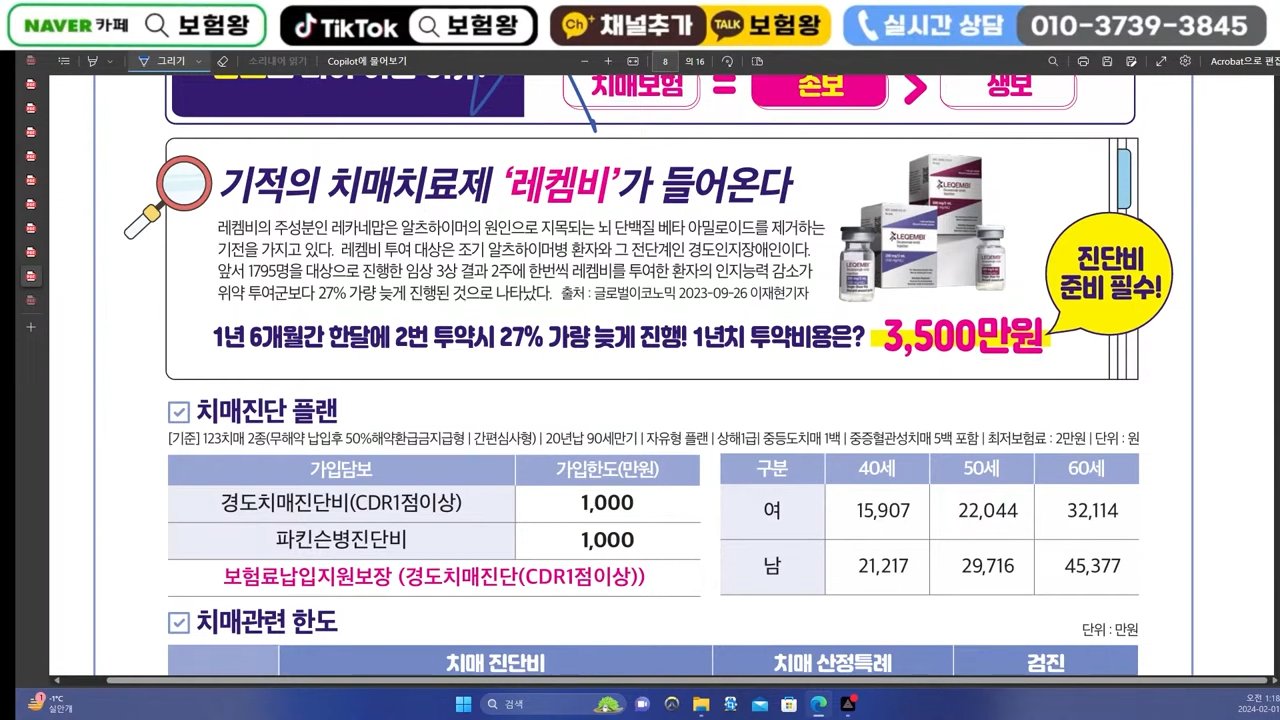 NAVER 카페 보험왕
TikTok 보험왕
Ch+ 채널추가 TALK 보험왕
실시간 상담 010-3739-3845
그리기 소리내어 읽기 Copilot에 물어보기 8 의 16 Acrobat으로 편집
치매보험 = 손보 > 생보
기적의 치매치료제 ‘레켐비’가 들어온다
레켐비의 주성분인 레카네맙은 알츠하이머의 원인으로 지목되는 뇌 단백질 베타 아밀로이드를 제거하는
기전을 가지고 있다. 레켐비 투여 대상은 조기 알츠하이머병 환자와 그 전단계인 경도인지장애인이다.
앞서 1795명을 대상으로 진행한 임상 3상 결과 2주에 한번씩 레켐비를 투여한 환자의 인지능력 감소가
위약 투여군보다 27% 가량 늦게 진행된 것으로 나타났다. 출처 : 글로벌이코노믹 2023-09-26 이재현기자
LEQEMBI
LEQEMBI
LEQEMBI
LEQEMBI
진단비
준비 필수!
1년 6개월간 한달에 2번 투약시 27% 가량 늦게 진행! 1년치 투약비용은? 3,500만원
치매진단 플랜
[기준] 123치매 2종(무해약 납입후 50%해약환급금지급형 | 간편심사형) | 20년납 90세만기 | 자유형 플랜 | 상해1급| 중등도치매 1백 | 중증혈관성치매 5백 포함 | 최저보험료 : 2만원 | 단위 : 원
가입담보 가입한도(만원)
경도치매진단비(CDR1점이상) 1,000
파킨슨병진단비 1,000
보험료납입지원보장 (경도치매진단(CDR1점이상))
구분 40세 50세 60세
여 15,907 22,044 32,114
남 21,217 29,716 45,377
치매관련 한도
단위 : 만원
치매 진단비 치매 산정특례 검진
1
-1°C
실안개
검색
오전 1:18
2024-02-01